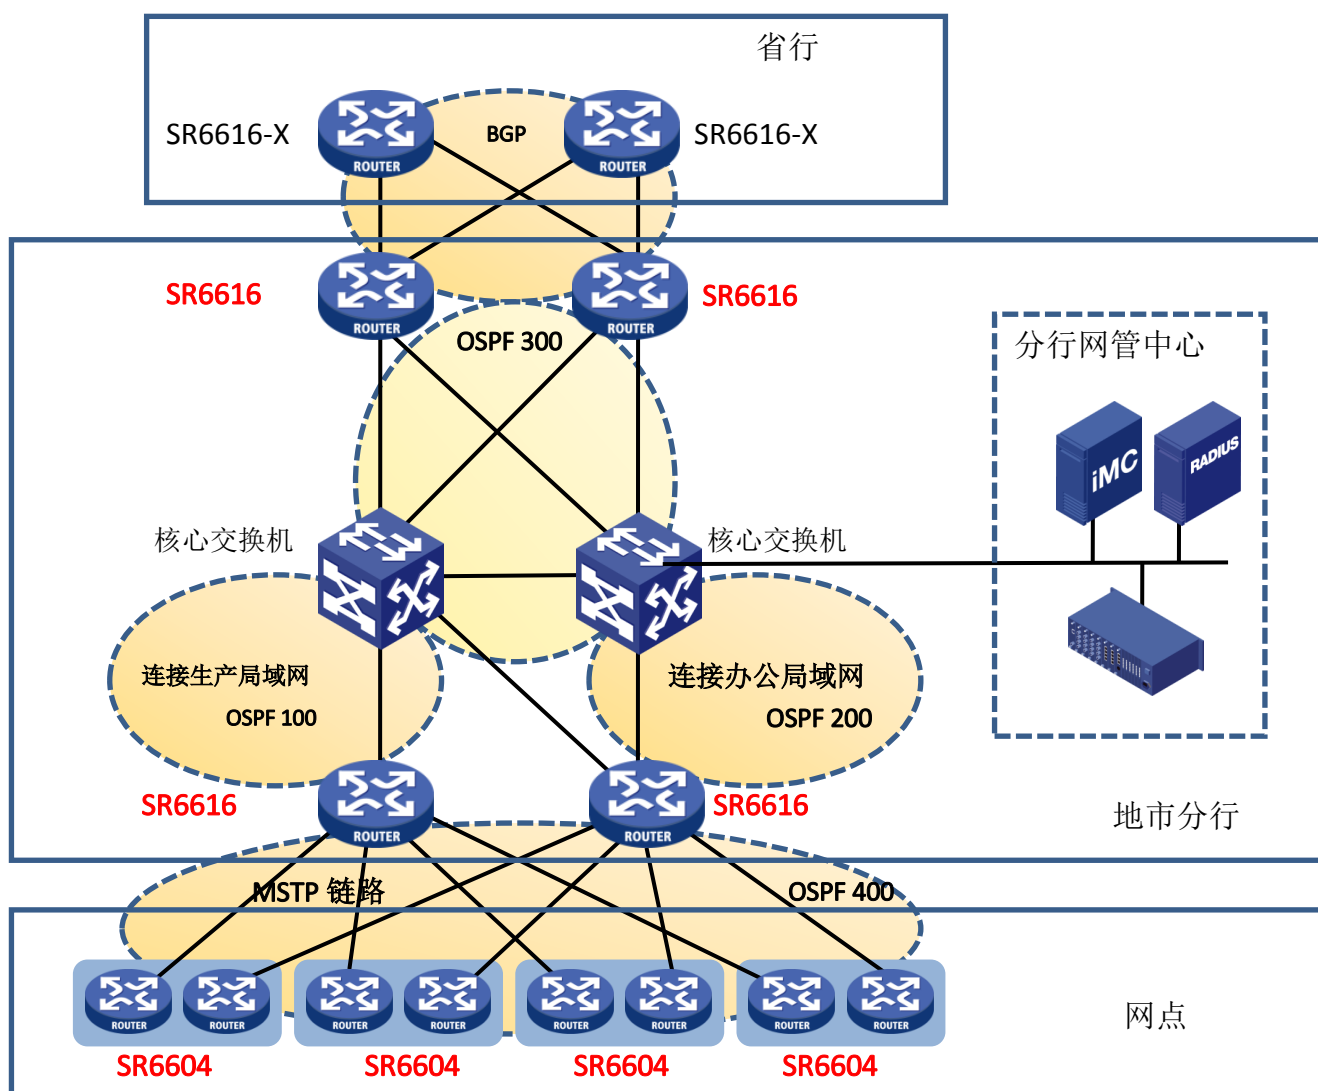 省行
SR6616-X
BGP
SR6616-X
ROUTER
ROUTER
SR6616
SR6616
ROUTER
ROUTER
OSPF 300
分行网管中心
iMC
RADIUS
核心交换机
核心交换机
连接生产局域网
OSPF 100
连接办公局域网
OSPF 200
SR6616
SR6616
ROUTER
ROUTER
地市分行
MSTP 链路
OSPF 400
ROUTER
ROUTER
ROUTER
ROUTER
ROUTER
ROUTER
ROUTER
ROUTER
网点
SR6604
SR6604
SR6604
SR6604